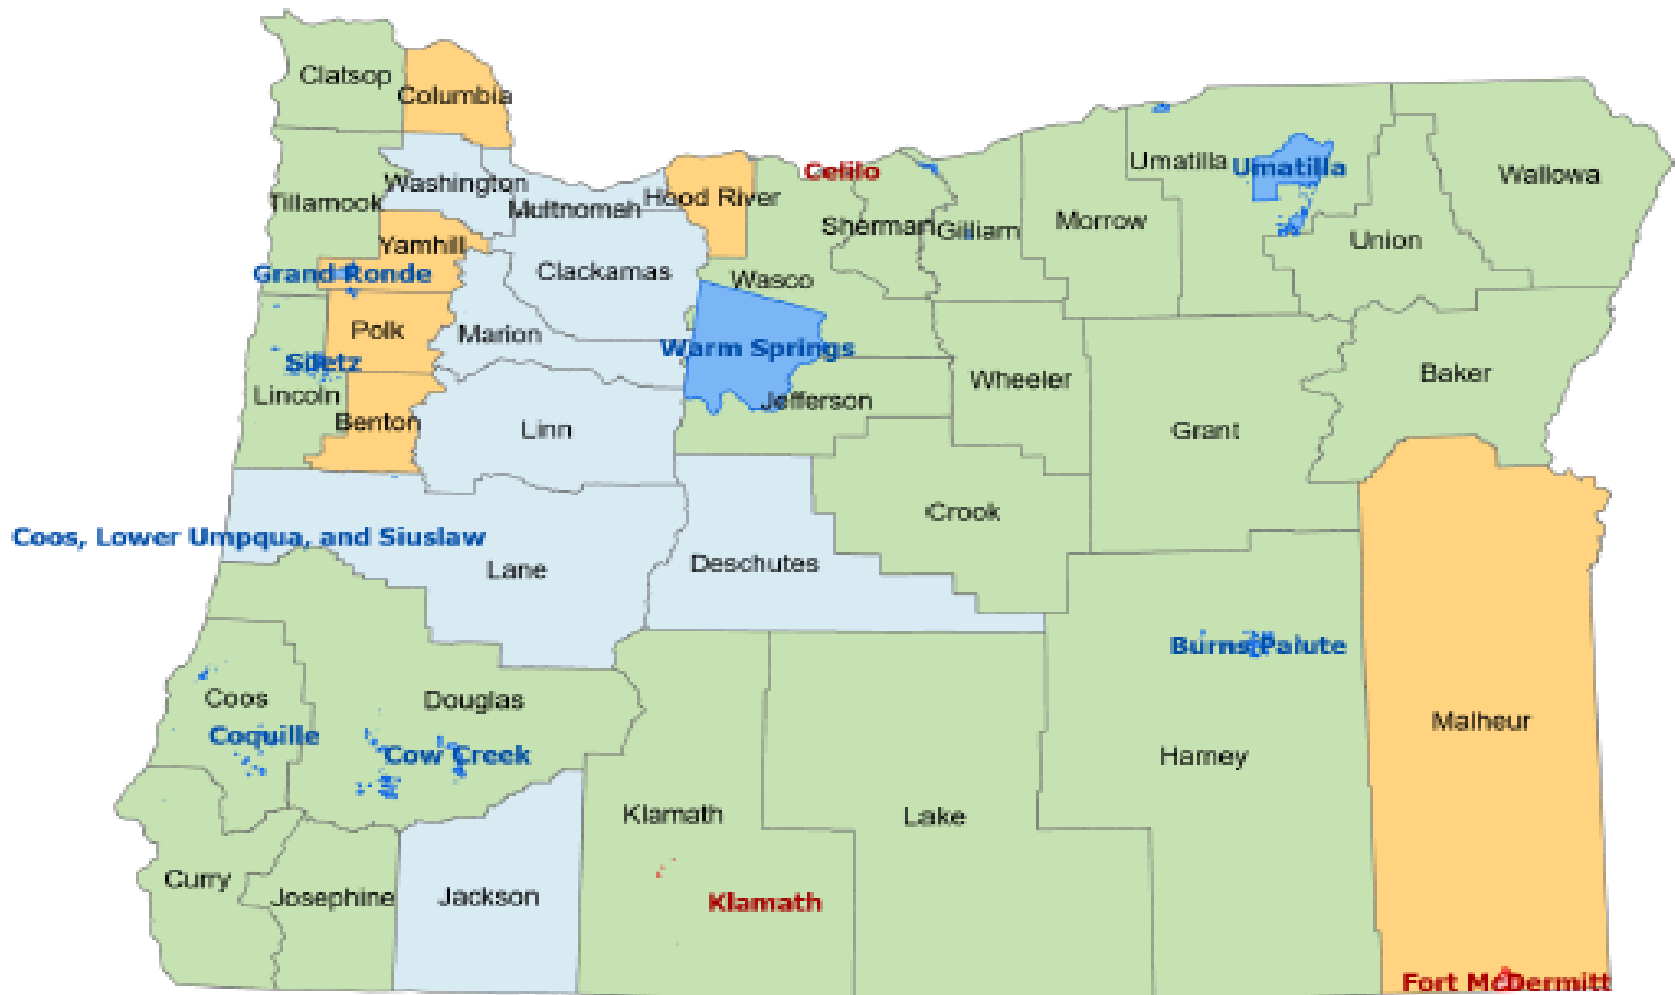 Clatsop
Columbia
Washington
Multnomah
Hood River
Celilo
Umatilla
Umatilla
Wallowa
Tillamook
Yamhill
Sherman
Gilliam
Morrow
Union
Grand Ronde
Clackamas
Wasco
Polk
Marion
Warm Springs
Siletz
Lincoln
Benton
Linn
Jefferson
Wheeler
Grant
Baker
Crook
Coos, Lower Umpqua, and Siuslaw
Lane
Deschutes
Burns Paiute
Coos
Douglas
Coquille
Cow Creek
Malheur
Harney
Klamath
Lake
Curry
Josephine
Jackson
Klamath
Fort McDermitt